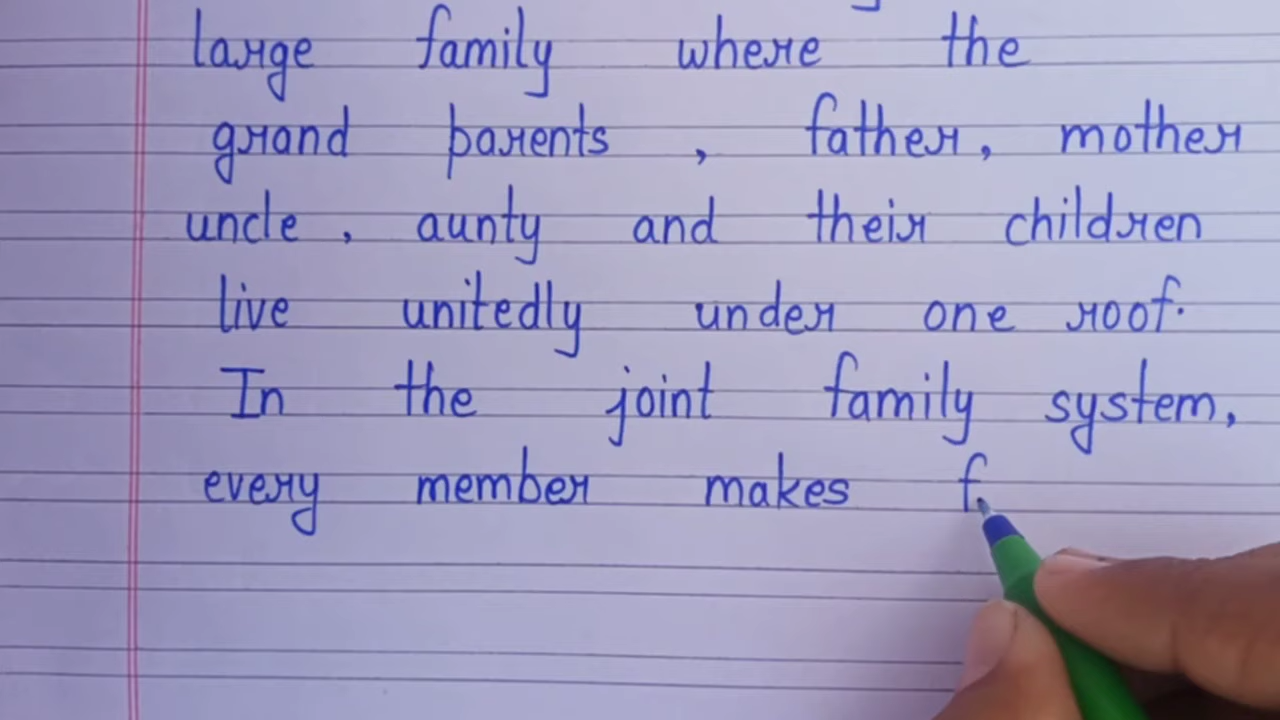 large family where the
grand parents , father, mother
uncle , aunty and their children
live unitedly under one roof.
In the joint family system,
every member makes f